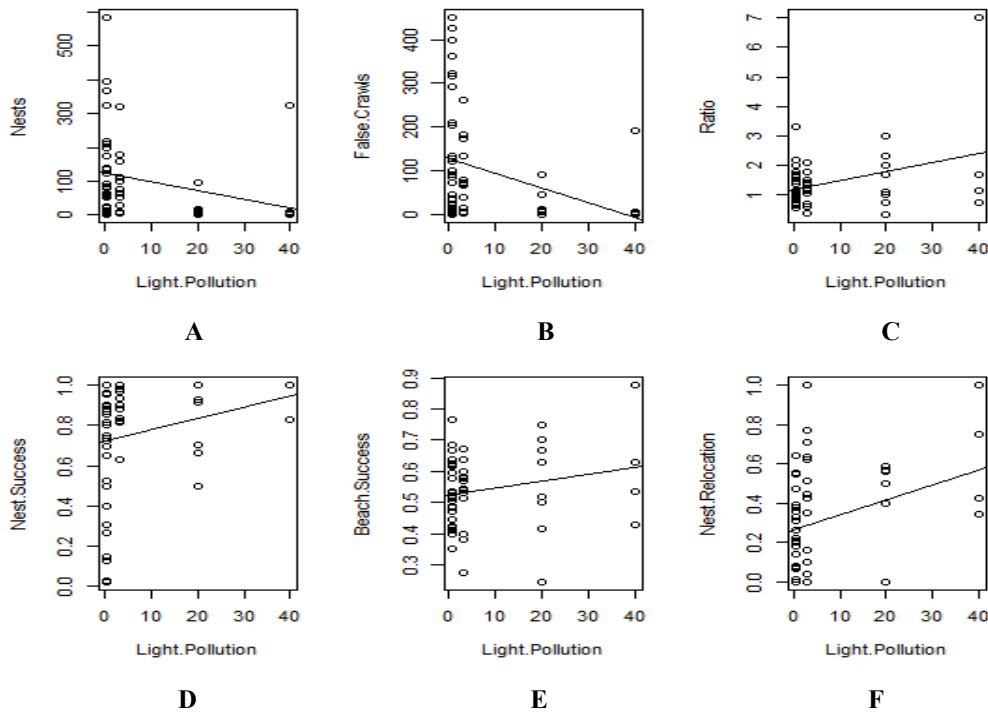 Nests
0 100 300 500
0 10 20 30 40
Light.Pollution
A
False.Crawls
0 100 200 300 400
0 10 20 30 40
Light.Pollution
B
Ratio
1 2 3 4 5 6 7
0 10 20 30 40
Light.Pollution
C
Nest.Success
0.0 0.2 0.4 0.6 0.8 1.0
0 10 20 30 40
Light.Pollution
D
Beach.Success
0.3 0.4 0.5 0.6 0.7 0.8 0.9
0 10 20 30 40
Light.Pollution
E
Nest.Relocation
0.0 0.2 0.4 0.6 0.8 1.0
0 10 20 30 40
Light.Pollution
F